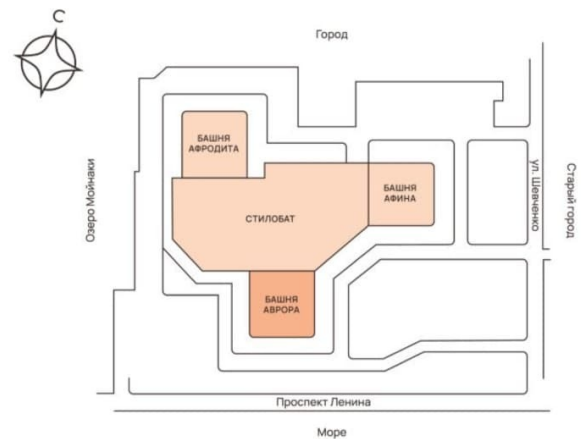 С
Город
БАШНЯ
АФРОДИТА
Озеро Мойнаки
СТИЛОБАТ
БАШНЯ
АФИНА
ул. Шевченко
Старый город
БАШНЯ
АВРОРА
Проспект Ленина
Море